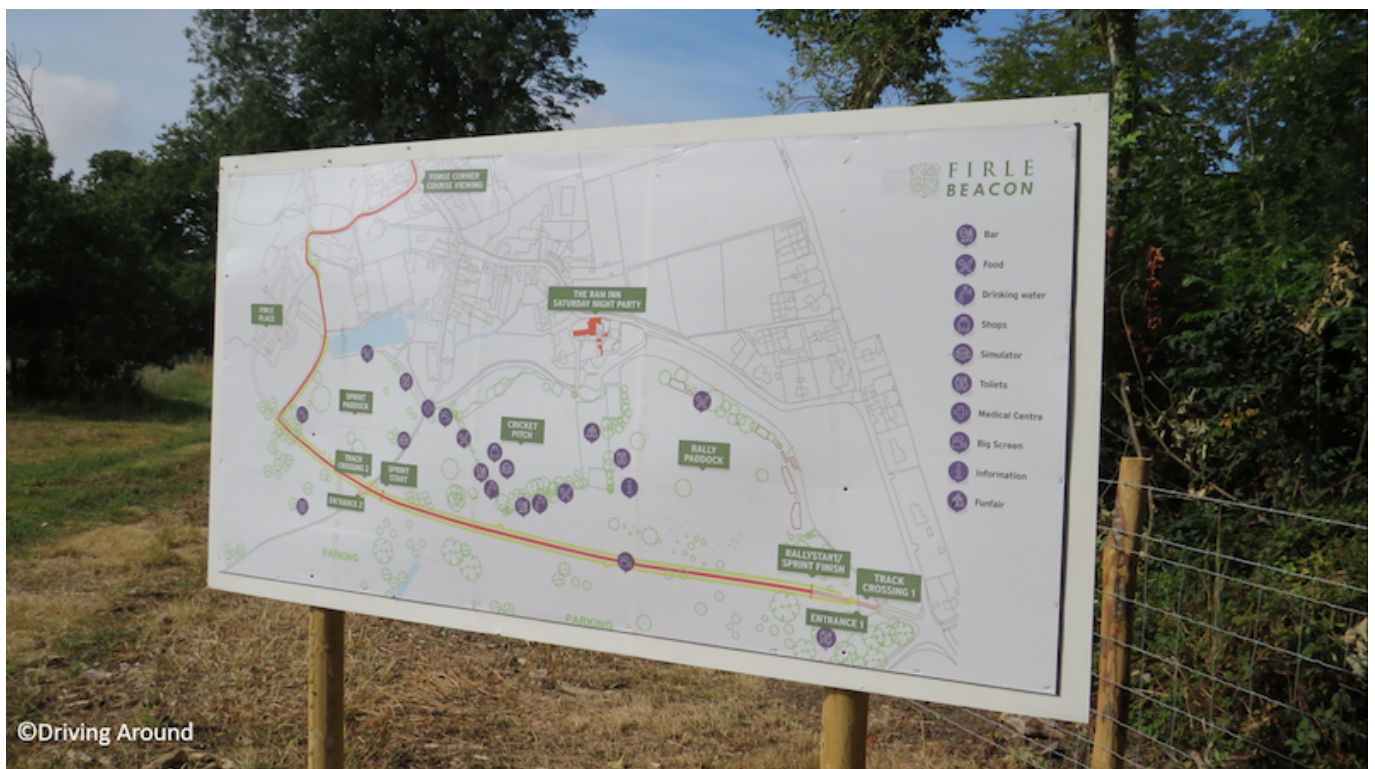 FORGE CORNER
COURSE VIEWING
FIRLE
BEACON
Bar
Food
Drinking water
Shops
Simulator
Toilets
Medical Centre
Big Screen
Information
Funfair
THE RAM INN
SATURDAY NIGHT PARTY
FIRLE
PLACE
SPRINT
PADDOCK
CRICKET
PITCH
RALLY
PADDOCK
TRACK
CROSSING 2
SPRINT
START
ENTRANCE 2
PARKING
RALLYSTART/
SPRINT FINISH
TRACK
CROSSING 1
ENTRANCE 1
PARKING
©Driving Around